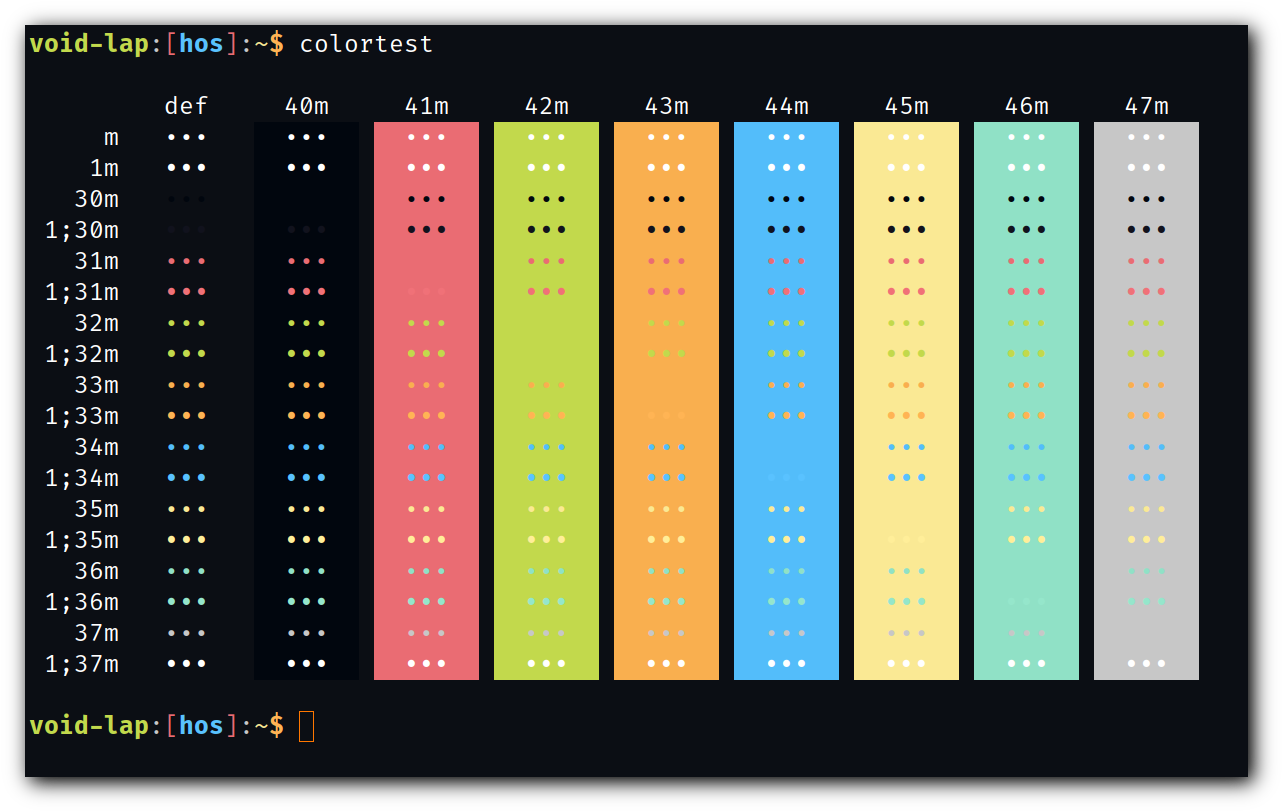 void-lap:[hos]:~$ colortest
def 40m 41m 42m 43m 44m 45m 46m 47m
m ••• ••• ••• ••• ••• ••• ••• ••• •••
1m ••• ••• ••• ••• ••• ••• ••• ••• •••
30m ••• ••• ••• ••• ••• ••• ••• •••
1;30m ••• ••• ••• ••• ••• ••• ••• ••• •••
31m ••• ••• ••• ••• ••• ••• ••• •••
1;31m ••• ••• ••• ••• ••• ••• ••• ••• •••
32m ••• ••• ••• ••• ••• ••• ••• •••
1;32m ••• ••• ••• ••• ••• ••• ••• •••
33m ••• ••• ••• ••• ••• ••• ••• •••
1;33m ••• ••• ••• ••• ••• ••• ••• ••• •••
34m ••• ••• ••• ••• ••• ••• ••• •••
1;34m ••• ••• ••• ••• ••• ••• ••• ••• •••
35m ••• ••• ••• ••• ••• ••• ••• •••
1;35m ••• ••• ••• ••• ••• ••• ••• ••• •••
36m ••• ••• ••• ••• ••• ••• ••• •••
1;36m ••• ••• ••• ••• ••• ••• ••• ••• •••
37m ••• ••• ••• ••• ••• ••• ••• •••
1;37m ••• ••• ••• ••• ••• ••• ••• ••• •••
void-lap:[hos]:~$